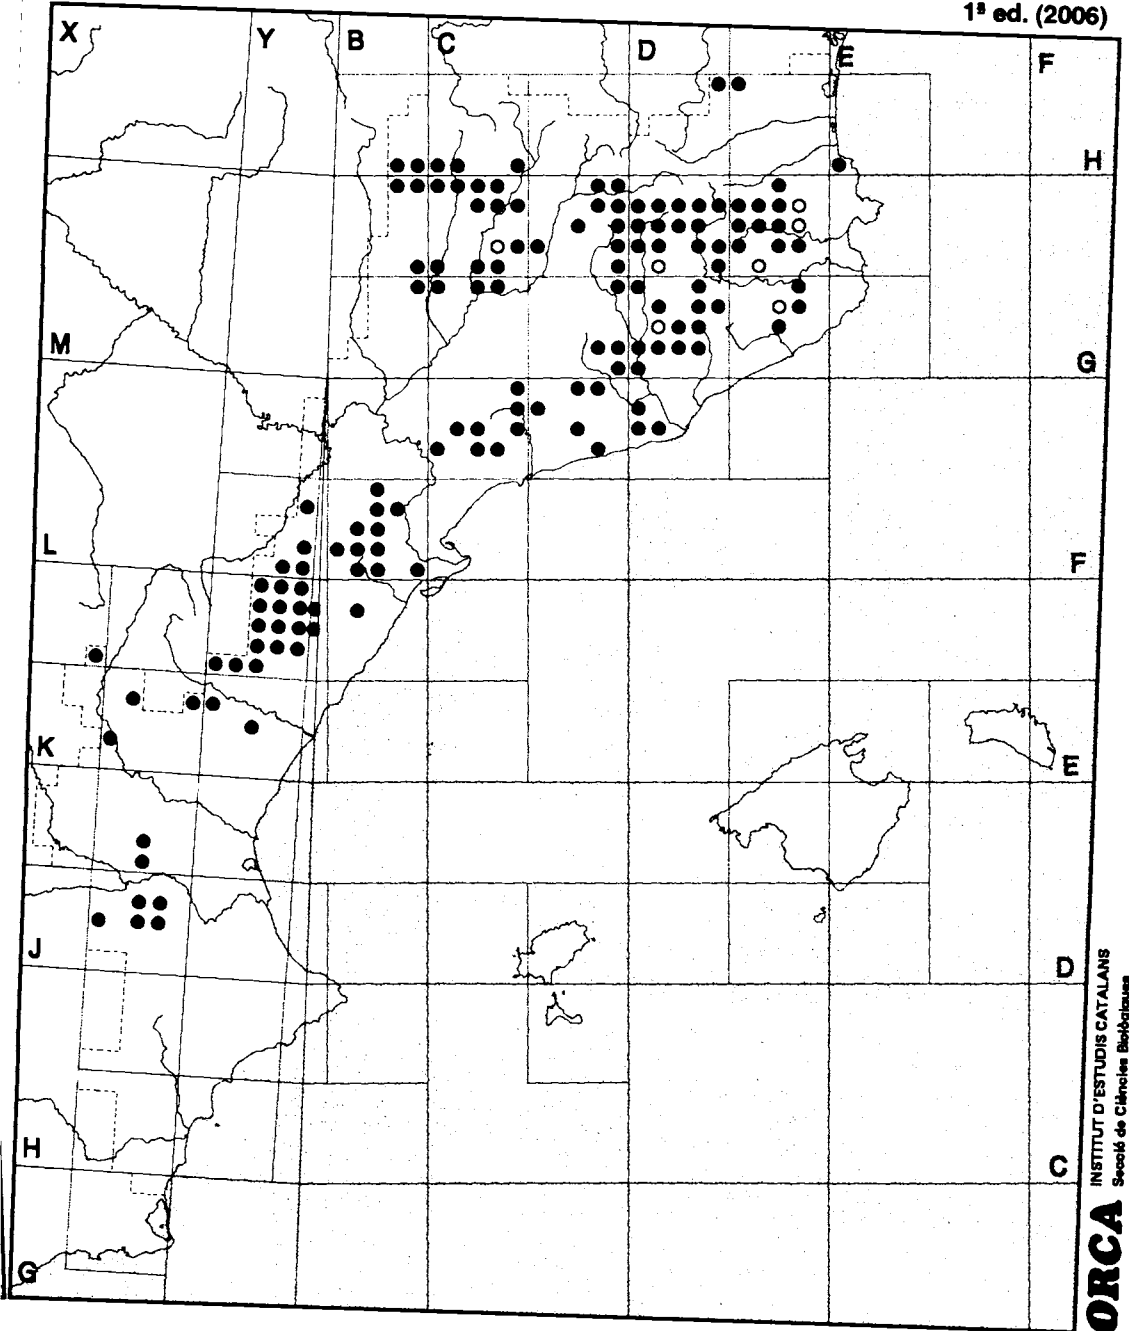 1ª ed. (2006)
X Y B C D E F
H
M G
L F
K E
J D
H C
G
INSTITUT D'ESTUDIS CATALANS
Secció de Ciències Biològiques
ORCA